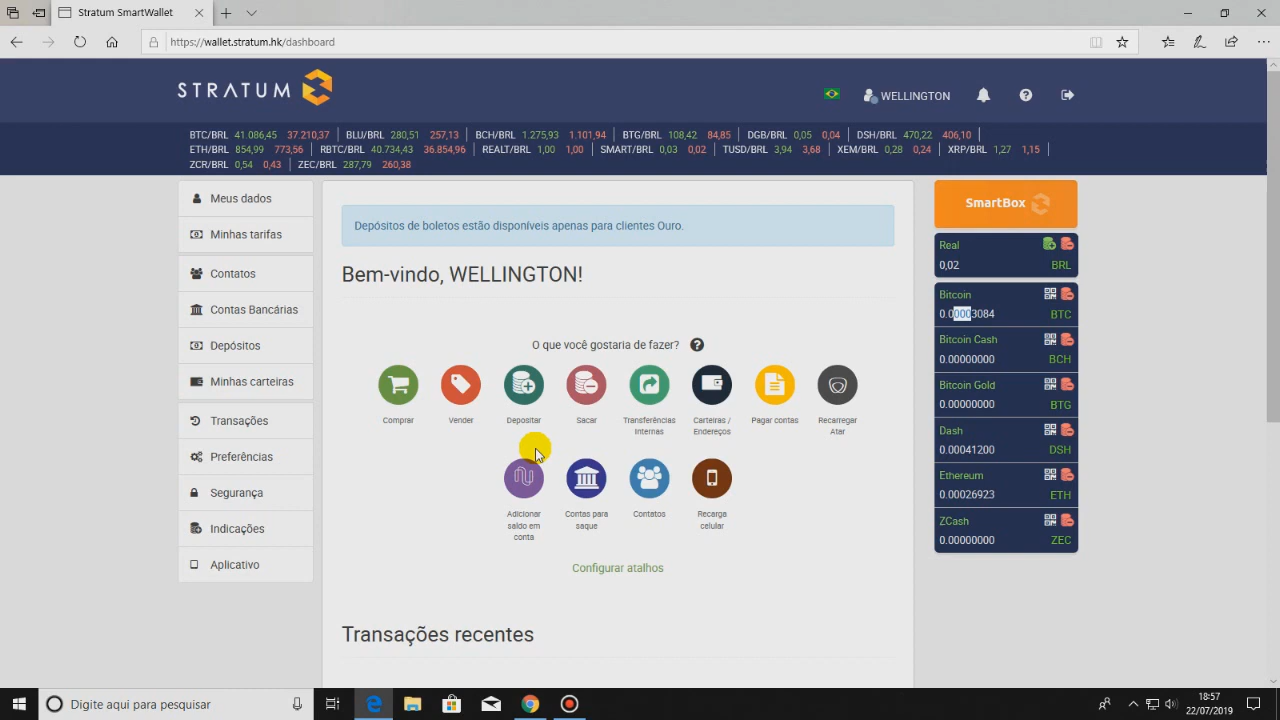 Stratum SmartWallet
https://wallet.stratum.hk/dashboard
STRATUM
WELLINGTON
BTC/BRL 41.086,45 37.210,37 BLU/BRL 280,51 257,13 BCH/BRL 1.275,93 1.101,94 BTG/BRL 108,42 84,85 DGB/BRL 0,05 0,04 DSH/BRL 470,22 406,10
ETH/BRL 854,99 773,56 RBTC/BRL 40.734,43 36.854,96 REALT/BRL 1,00 1,00 SMART/BRL 0,03 0,02 TUSD/BRL 3,94 3,68 XEM/BRL 0,28 0,24 XRP/BRL 1,27 1,15
ZCR/BRL 0,54 0,43 ZEC/BRL 287,79 260,38
Meus dados
Minhas tarifas
Contatos
Contas Bancárias
Depósitos
Minhas carteiras
Transações
Preferências
Segurança
Indicações
Aplicativo
Depósitos de boletos estão disponíveis apenas para clientes Ouro.
Bem-vindo, WELLINGTON!
O que você gostaria de fazer?
Comprar
Vender
Depositar
Sacar
Transferências
Internas
Carteiras /
Endereços
Pagar contas
Recarregar
Atar
Adicionar
saldo em
conta
Contas para
saque
Contatos
Recarga
celular
Configurar atalhos
Transações recentes
SmartBox
Real
0,02 BRL
Bitcoin
0.00003084 BTC
Bitcoin Cash
0.00000000 BCH
Bitcoin Gold
0.00000000 BTG
Dash
0.00041200 DSH
Ethereum
0.00026923 ETH
ZCash
0.00000000 ZEC
Digite aqui para pesquisar
18:57
22/07/2019